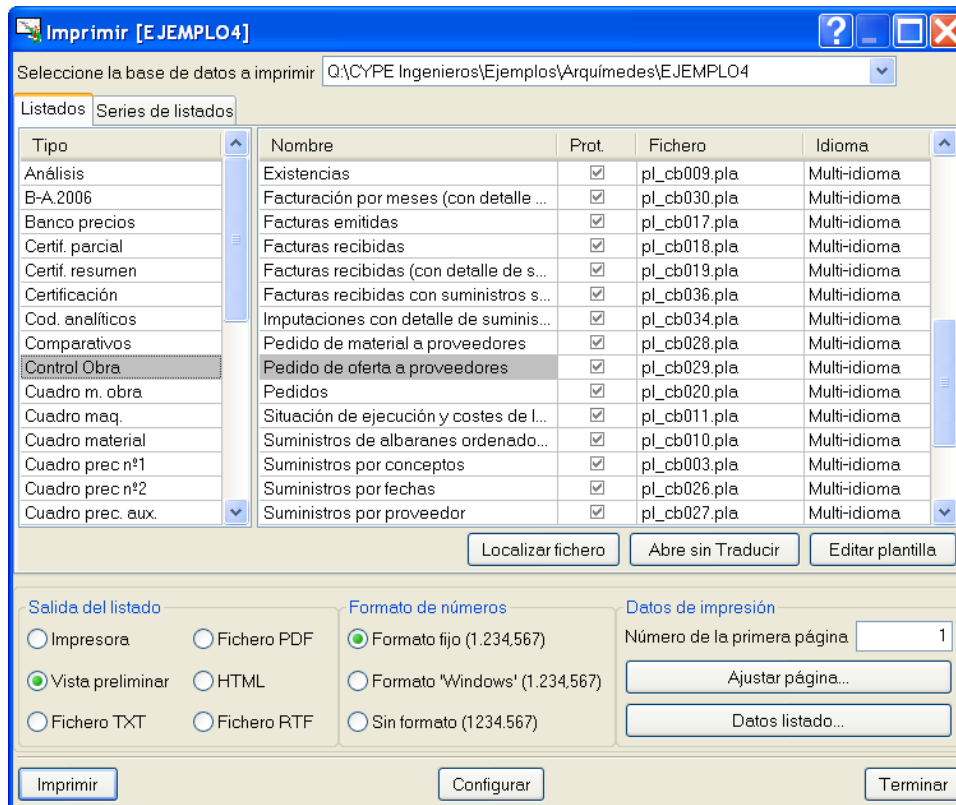 Imprimir [EJEMPLO4]
Seleccione la base de datos a imprimir Q:\CYPE Ingenieros\Ejemplos\Arquímedes\EJEMPLO4
Listados Series de listados
Tipo Nombre Prot. Fichero Idioma
Análisis Existencias pl_cb009.pla Multi-idioma
B-A.2006 Facturación por meses (con detalle ... pl_cb030.pla Multi-idioma
Banco precios Facturas emitidas pl_cb017.pla Multi-idioma
Certif. parcial Facturas recibidas pl_cb018.pla Multi-idioma
Certif. resumen Facturas recibidas (con detalle de s... pl_cb019.pla Multi-idioma
Certificación Facturas recibidas con suministros s... pl_cb036.pla Multi-idioma
Cod. analíticos Imputaciones con detalle de suminis... pl_cb034.pla Multi-idioma
Comparativos Pedido de material a proveedores pl_cb028.pla Multi-idioma
Control Obra Pedido de oferta a proveedores pl_cb029.pla Multi-idioma
Cuadro m. obra Pedidos pl_cb020.pla Multi-idioma
Cuadro maq. Situación de ejecución y costes de l... pl_cb011.pla Multi-idioma
Cuadro material Suministros de albaranes ordenado... pl_cb010.pla Multi-idioma
Cuadro prec nº1 Suministros por conceptos pl_cb003.pla Multi-idioma
Cuadro prec nº2 Suministros por fechas pl_cb026.pla Multi-idioma
Cuadro prec. aux. Suministros por proveedor pl_cb027.pla Multi-idioma
Localizar fichero Abre sin Traducir Editar plantilla
Salida del listado Formato de números Datos de impresión
Impresora Fichero PDF Formato fijo (1.234,567) Número de la primera página 1
Vista preliminar HTML Formato 'Windows' (1.234,567) Ajustar página...
Fichero TXT Fichero RTF Sin formato (1234.567) Datos listado...
Imprimir Configurar Terminar